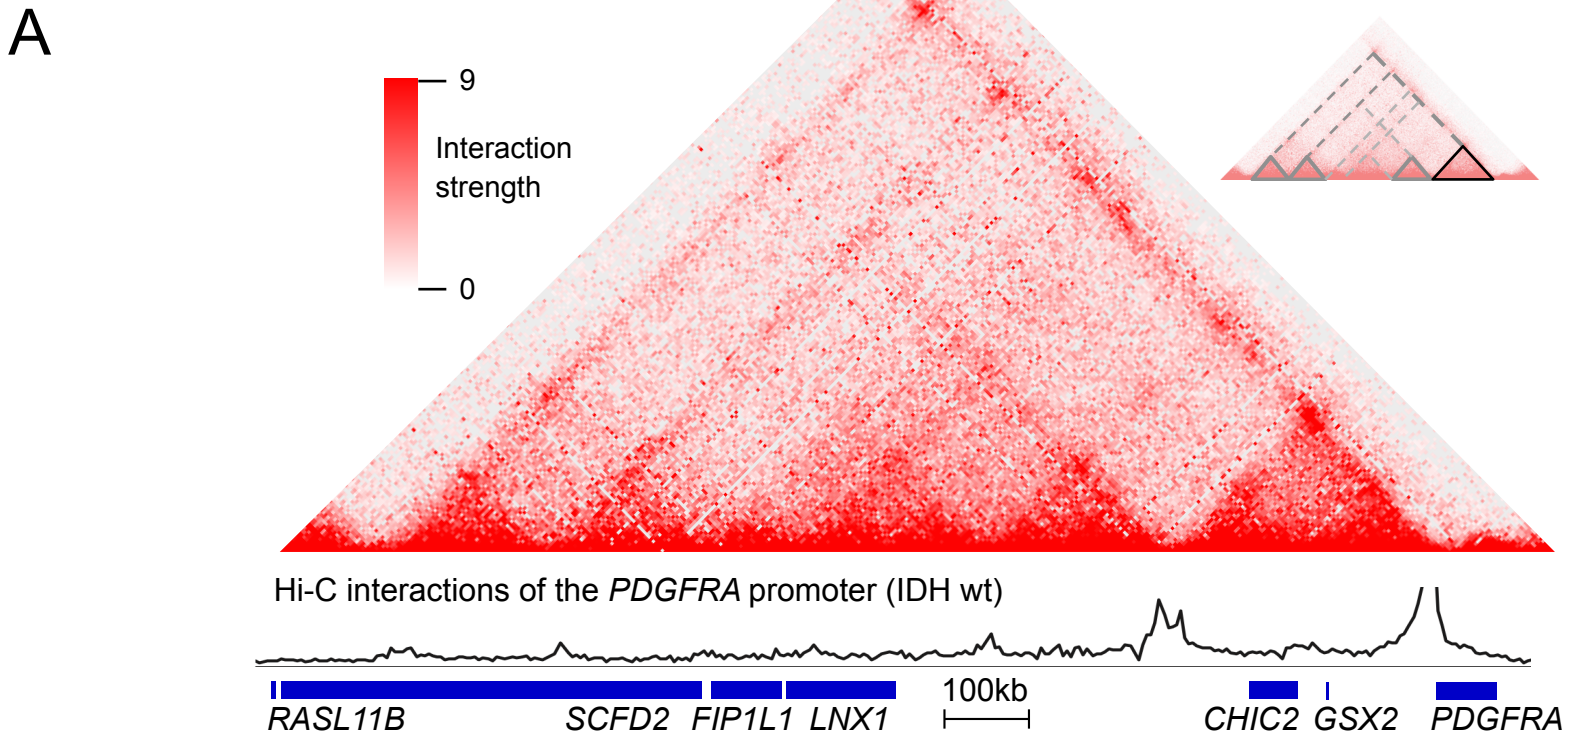 A
9
Interaction
strength
0
Hi-C interactions of the PDGFRA promoter (IDH wt)
100kb
RASL11B SCFD2 FIP1L1 LNX1 CHIC2 GSX2 PDGFRA